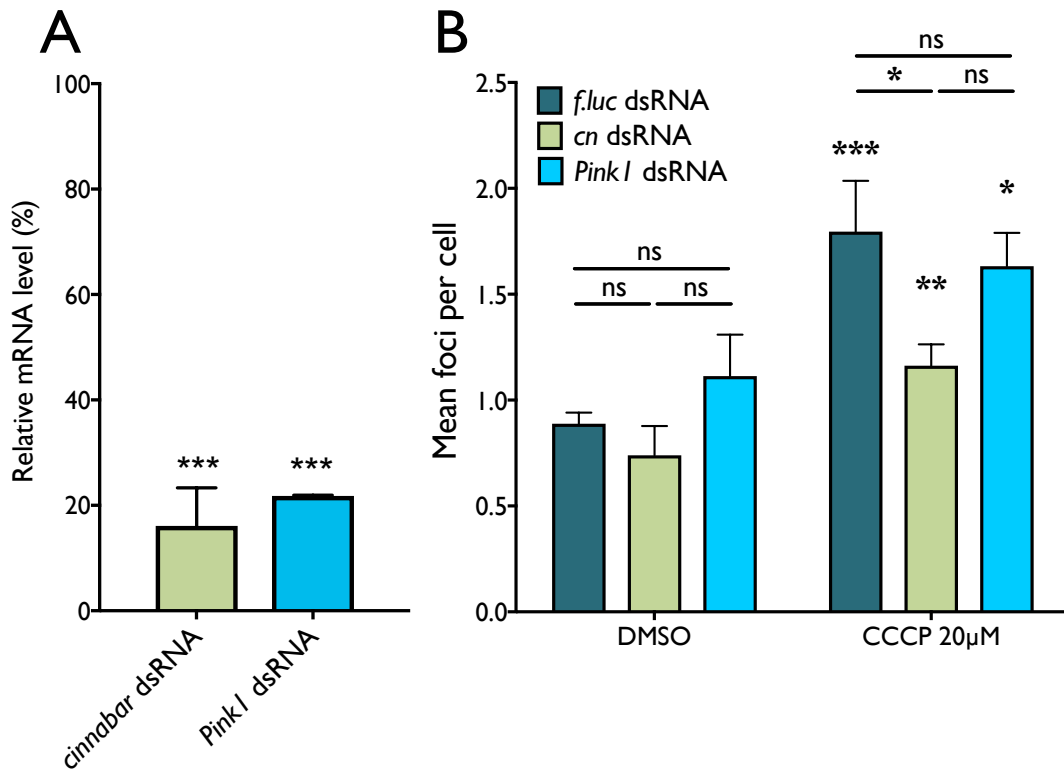 A
Relative mRNA level (%)
100
80
60
40
20
0
***
***
cinnabar dsRNA
Pink1 dsRNA
B
Mean foci per cell
2.5
2.0
1.5
1.0
0.5
0.0
f.luc dsRNA
cn dsRNA
Pink1 dsRNA
ns
ns
ns
ns
*
ns
***
**
*
DMSO
CCCP 20µM